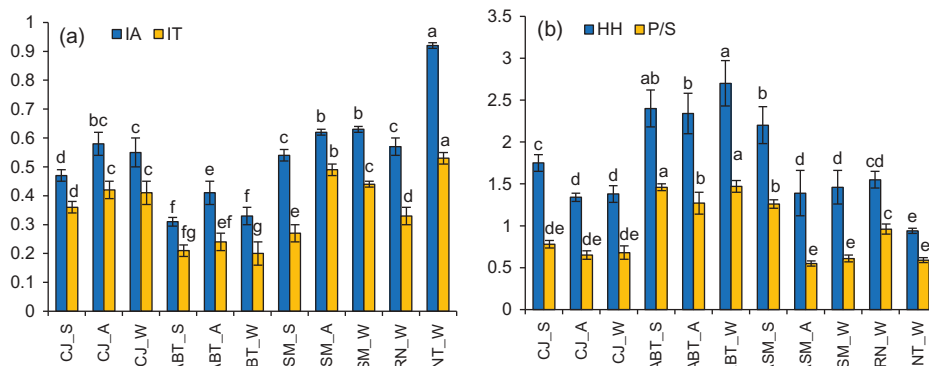 (a) IA IT
1
0.9
0.8
0.7
0.6
0.5
0.4
0.3
0.2
0.1
0
d d bc c c c f fg e ef f g c e b b b c c d a a
CJ_S
CJ_A
CJ_W
ABT_S
ABT_A
BT_W
SM_S
SM_A
SM_W
RN_W
NT_W
(b) HH P/S
3.5
3
2.5
2
1.5
1
0.5
0
c de d de d de ab a b b a a b b d e d e cd c e e
CJ_S
CJ_A
CJ_W
ABT_S
ABT_A
BT_W
ASM_S
ASM_A
SM_W
RN_W
NT_W